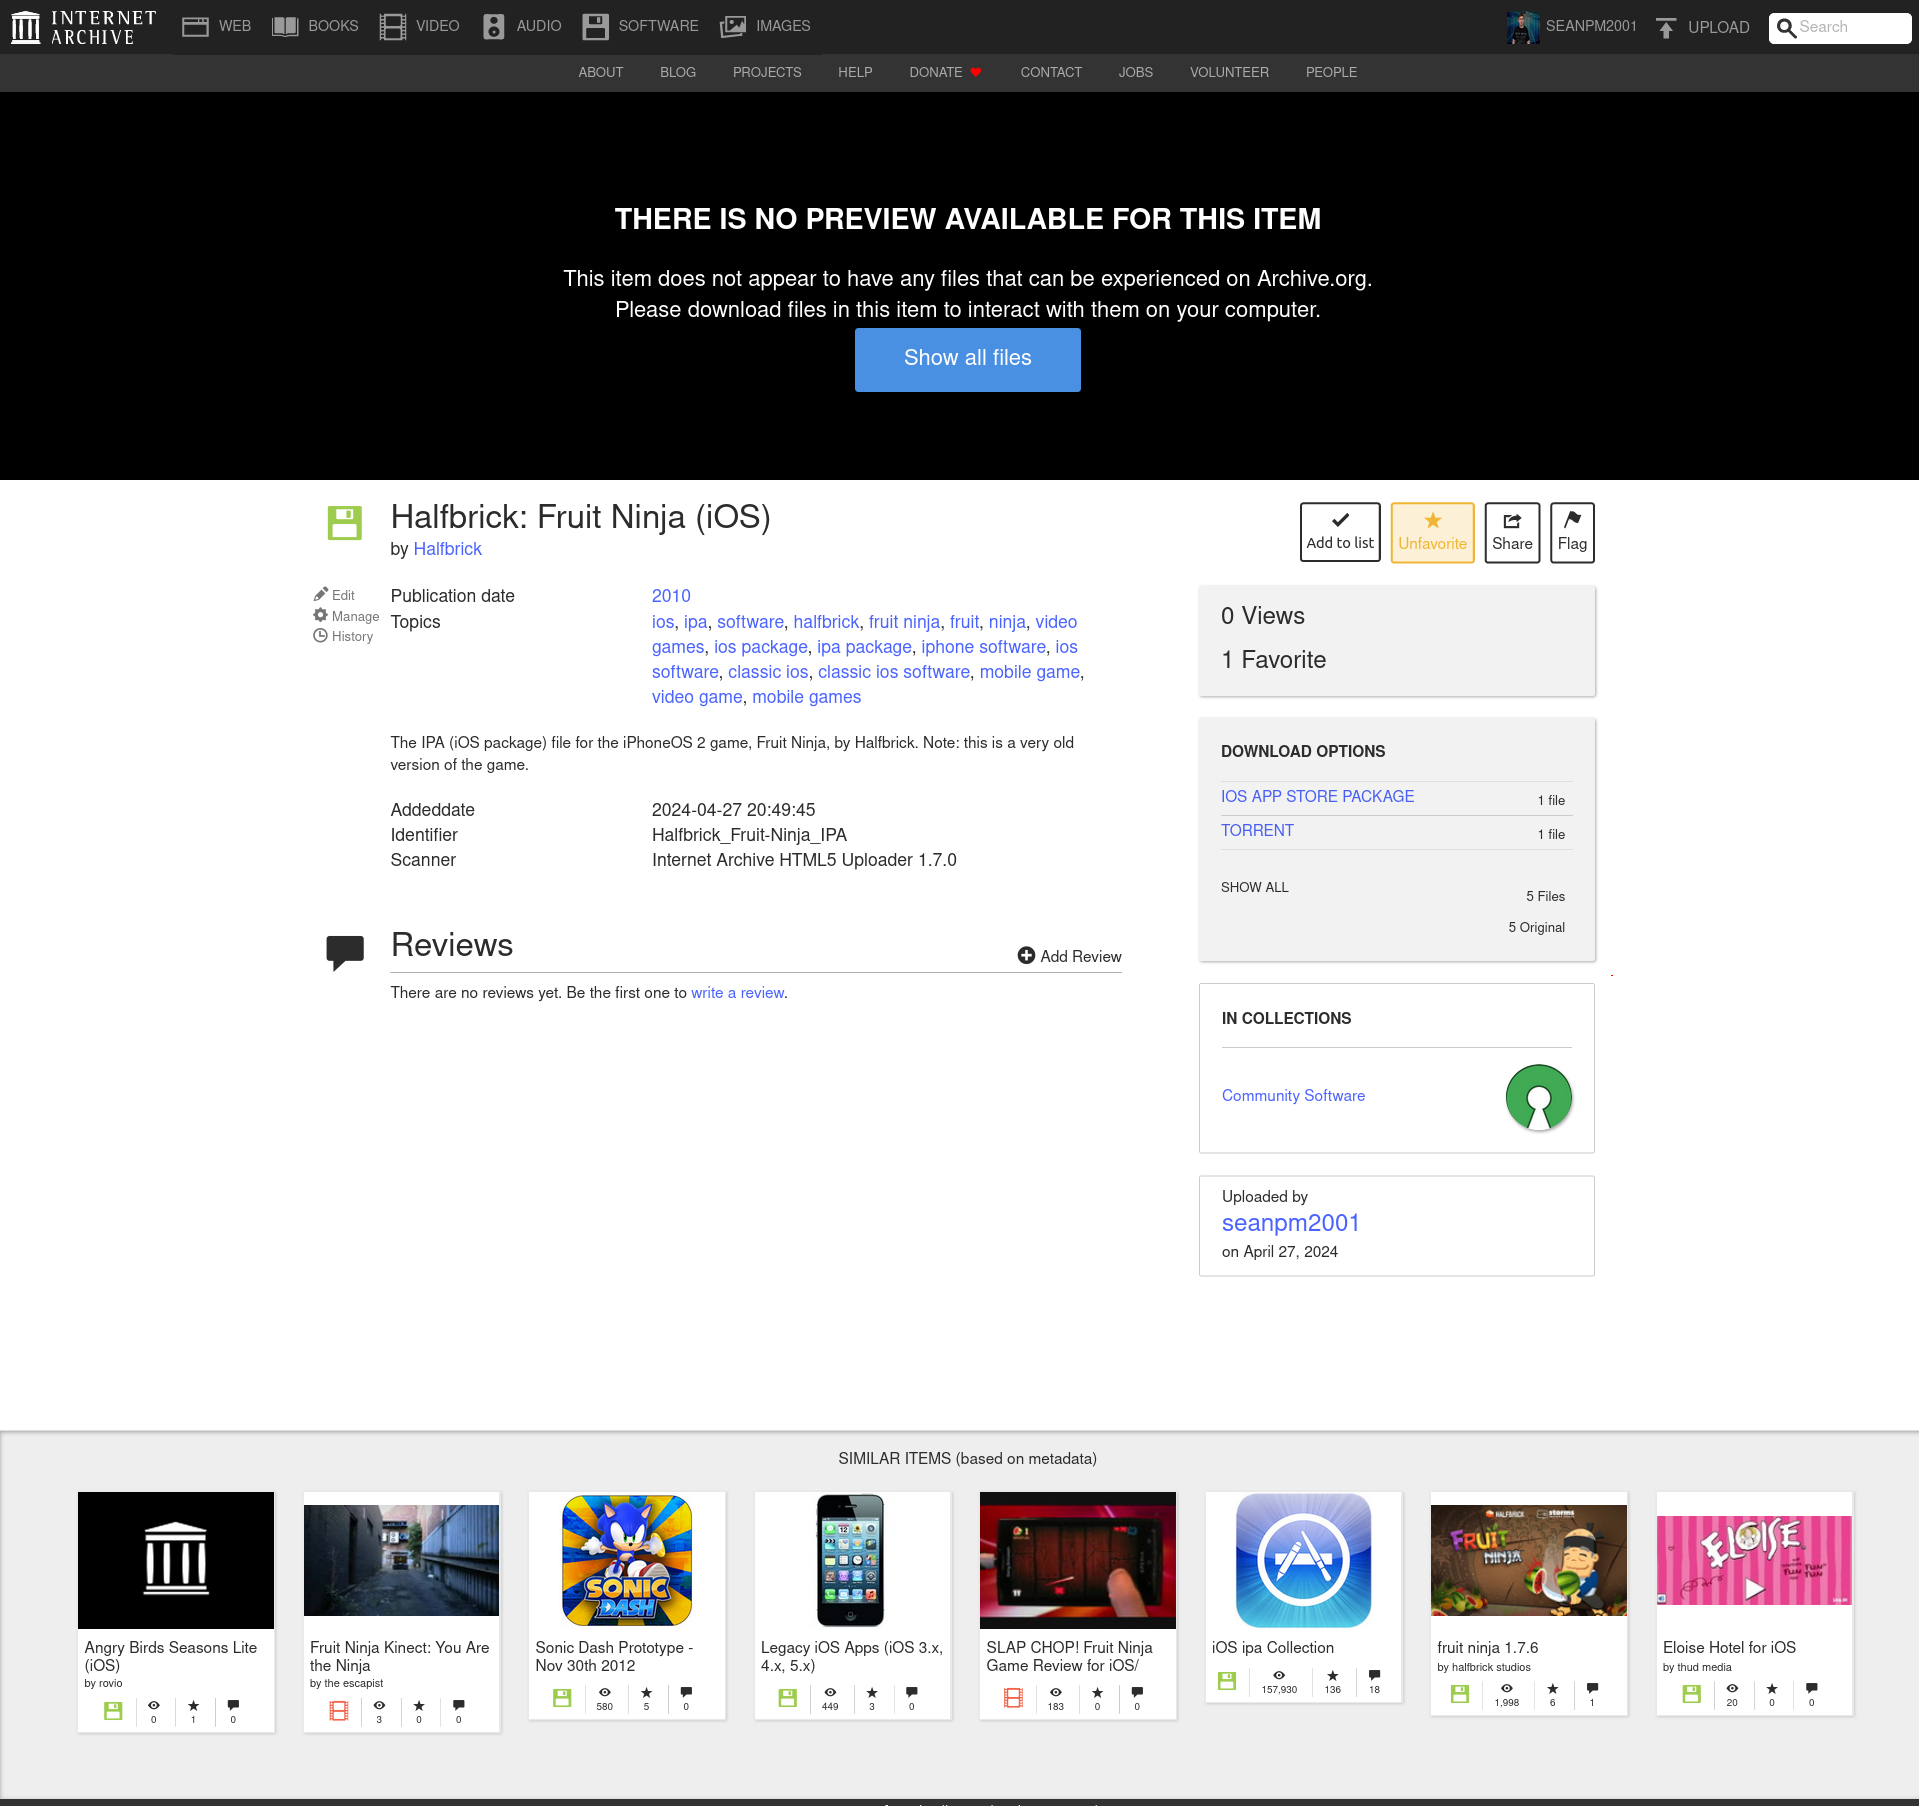 INTERNET ARCHIVE
WEB BOOKS VIDEO AUDIO SOFTWARE IMAGES SEANPM2001 UPLOAD Search
ABOUT BLOG PROJECTS HELP DONATE CONTACT JOBS VOLUNTEER PEOPLE
THERE IS NO PREVIEW AVAILABLE FOR THIS ITEM
This item does not appear to have any files that can be experienced on Archive.org.
Please download files in this item to interact with them on your computer.
Show all files
Halfbrick: Fruit Ninja (iOS)
by Halfbrick
Add to list
Unfavorite
Share
Flag
Edit
Manage
History
Publication date 2010
Topics ios, ipa, software, halfbrick, fruit ninja, fruit, ninja, video
games, ios package, ipa package, iphone software, ios
software, classic ios, classic ios software, mobile game,
video game, mobile games
The IPA (iOS package) file for the iPhoneOS 2 game, Fruit Ninja, by Halfbrick. Note: this is a very old
version of the game.
Addeddate 2024-04-27 20:49:45
Identifier Halfbrick_Fruit-Ninja_IPA
Scanner Internet Archive HTML5 Uploader 1.7.0
Reviews
Add Review
There are no reviews yet. Be the first one to write a review.
0 Views
1 Favorite
DOWNLOAD OPTIONS
IOS APP STORE PACKAGE 1 file
TORRENT 1 file
SHOW ALL 5 Files
5 Original
IN COLLECTIONS
Community Software
Uploaded by
seanpm2001
on April 27, 2024
SIMILAR ITEMS (based on metadata)
Angry Birds Seasons Lite
(iOS)
by rovio
0 1 0
Fruit Ninja Kinect: You Are
the Ninja
by the escapist
3 0 0
SONIC
DASH
Sonic Dash Prototype -
Nov 30th 2012
580 5 0
Legacy iOS Apps (iOS 3.x,
4.x, 5.x)
449 3 0
SLAP CHOP! Fruit Ninja
Game Review for iOS/
183 0 0
iOS ipa Collection
157,930 136 18
HALFBRICK
FRUIT
NINJA
fruit ninja 1.7.6
by halfbrick studios
1,998 6 1
ELOISE
Eloise Hotel for iOS
by thud media
20 0 0